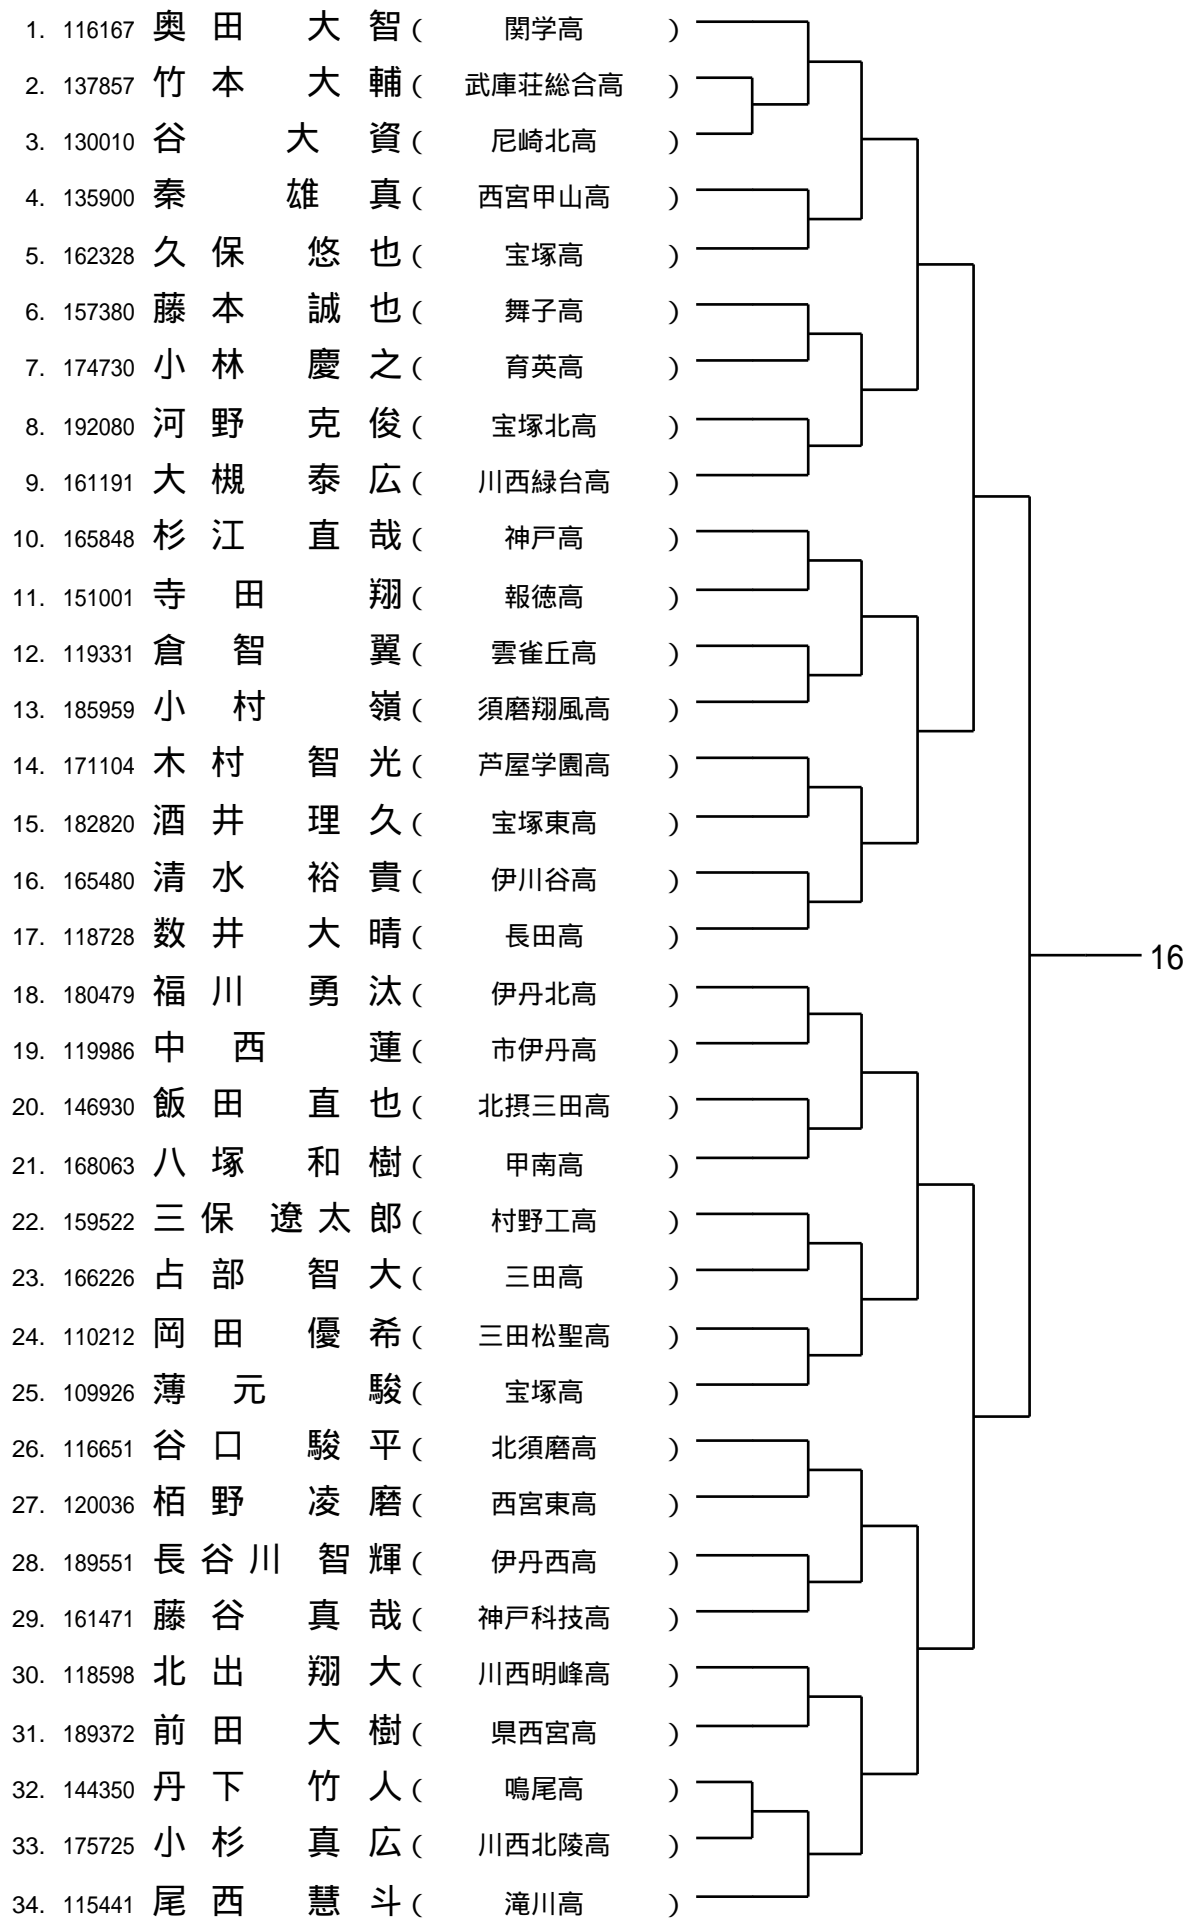 1. 116167 奥田 大智 ( 関学高 )
2. 137857 竹本 大輔 ( 武庫荘総合高 )
3. 130010 谷 大資 ( 尼崎北高 )
4. 135900 秦 雄真 ( 西宮甲山高 )
5. 162328 久保 悠也 ( 宝塚高 )
6. 157380 藤本 誠也 ( 舞子高 )
7. 174730 小林 慶之 ( 育英高 )
8. 192080 河野 克俊 ( 宝塚北高 )
9. 161191 大槻 泰広 ( 川西緑台高 )
10. 165848 杉江 直哉 ( 神戸高 )
11. 151001 寺田 翔 ( 報徳高 )
12. 119331 倉智 翼 ( 雲雀丘高 )
13. 185959 小村 嶺 ( 須磨翔風高 )
14. 171104 木村 智光 ( 芦屋学園高 )
15. 182820 酒井 理久 ( 宝塚東高 )
16. 165480 清水 裕貴 ( 伊川谷高 )
17. 118728 数井 大晴 ( 長田高 )
16
18. 180479 福川 勇汰 ( 伊丹北高 )
19. 119986 中西 蓮 ( 市伊丹高 )
20. 146930 飯田 直也 ( 北摂三田高 )
21. 168063 八塚 和樹 ( 甲南高 )
22. 159522 三保 遼太郎 ( 村野工高 )
23. 166226 占部 智大 ( 三田高 )
24. 110212 岡田 優希 ( 三田松聖高 )
25. 109926 薄元 駿 ( 宝塚高 )
26. 116651 谷口 駿平 ( 北須磨高 )
27. 120036 栢野 凌磨 ( 西宮東高 )
28. 189551 長谷川 智輝 ( 伊丹西高 )
29. 161471 藤谷 真哉 ( 神戸科技高 )
30. 118598 北出 翔大 ( 川西明峰高 )
31. 189372 前田 大樹 ( 県西宮高 )
32. 144350 丹下 竹人 ( 鳴尾高 )
33. 175725 小杉 真広 ( 川西北陵高 )
34. 115441 尾西 慧斗 ( 滝川高 )